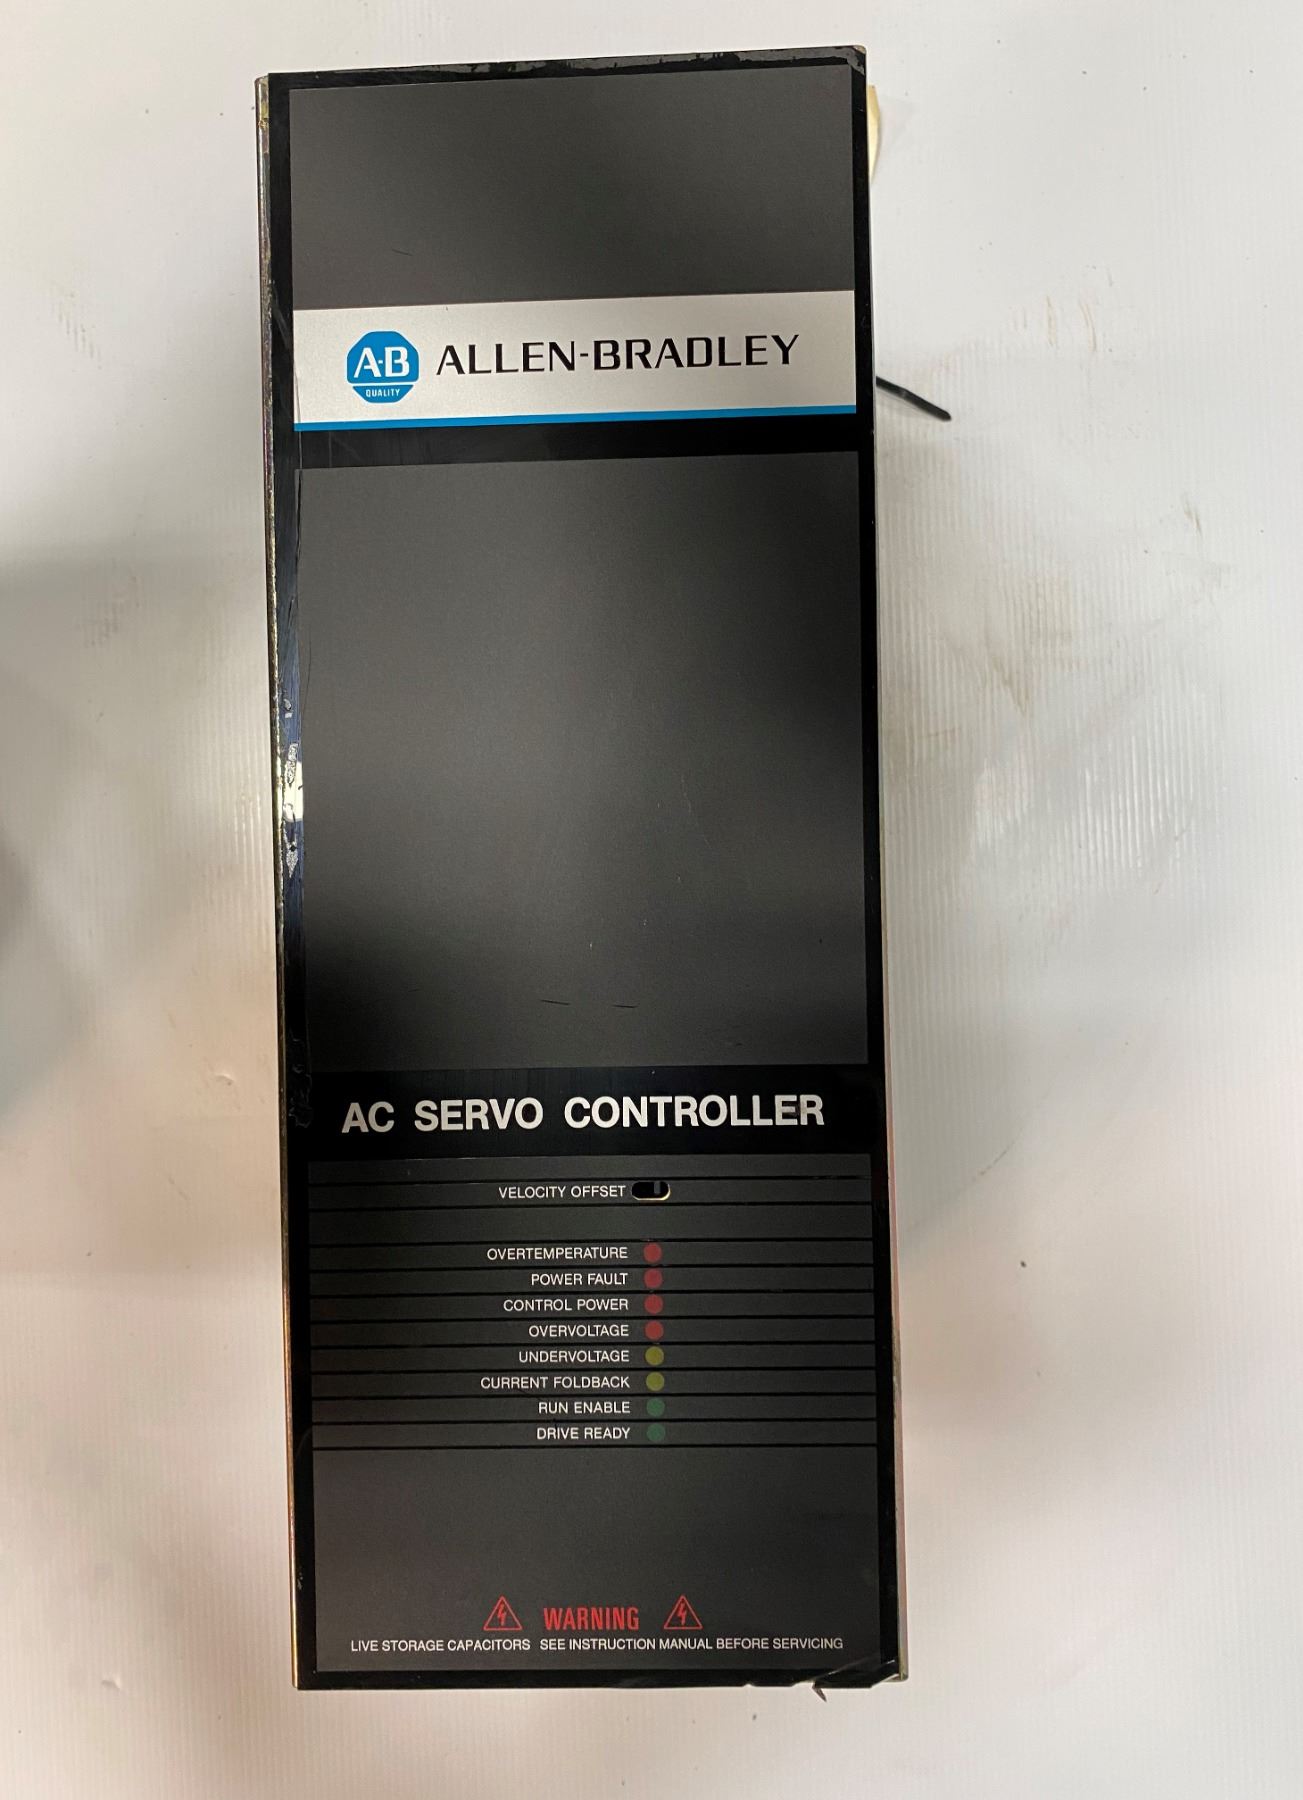 A-B
QUALITY
ALLEN-BRADLEY
AC SERVO CONTROLLER
VELOCITY OFFSET
OVERTEMPERATURE
POWER FAULT
CONTROL POWER
OVERVOLTAGE
UNDERVOLTAGE
CURRENT FOLDBACK
RUN ENABLE
DRIVE READY
WARNING
LIVE STORAGE CAPACITORS SEE INSTRUCTION MANUAL BEFORE SERVICING